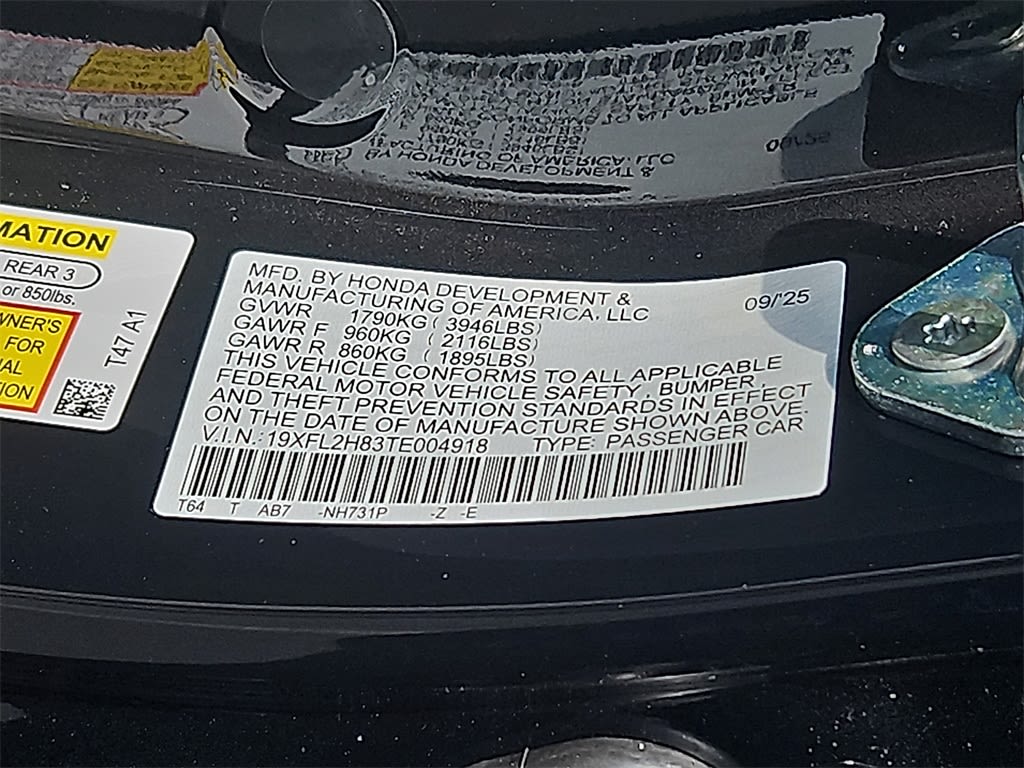 MATION
REAR 3
or 850lbs.
WNER'S
FOR
ION
T47 A1
MFD. BY HONDA DEVELOPMENT &
MANUFACTURING OF AMERICA, LLC
09/'25
GVWR 1790KG ( 3946LBS)
GAWR F 960KG ( 2116LBS)
GAWR R 860KG ( 1895LBS)
THIS VEHICLE CONFORMS TO ALL APPLICABLE
FEDERAL MOTOR VEHICLE SAFETY, BUMPER,
AND THEFT PREVENTION STANDARDS IN EFFECT
ON THE DATE OF MANUFACTURE SHOWN ABOVE.
V.I.N.: 19XFL2H83TE004918 TYPE: PASSENGER CAR
T64 T AB7 -NH731P -Z -E